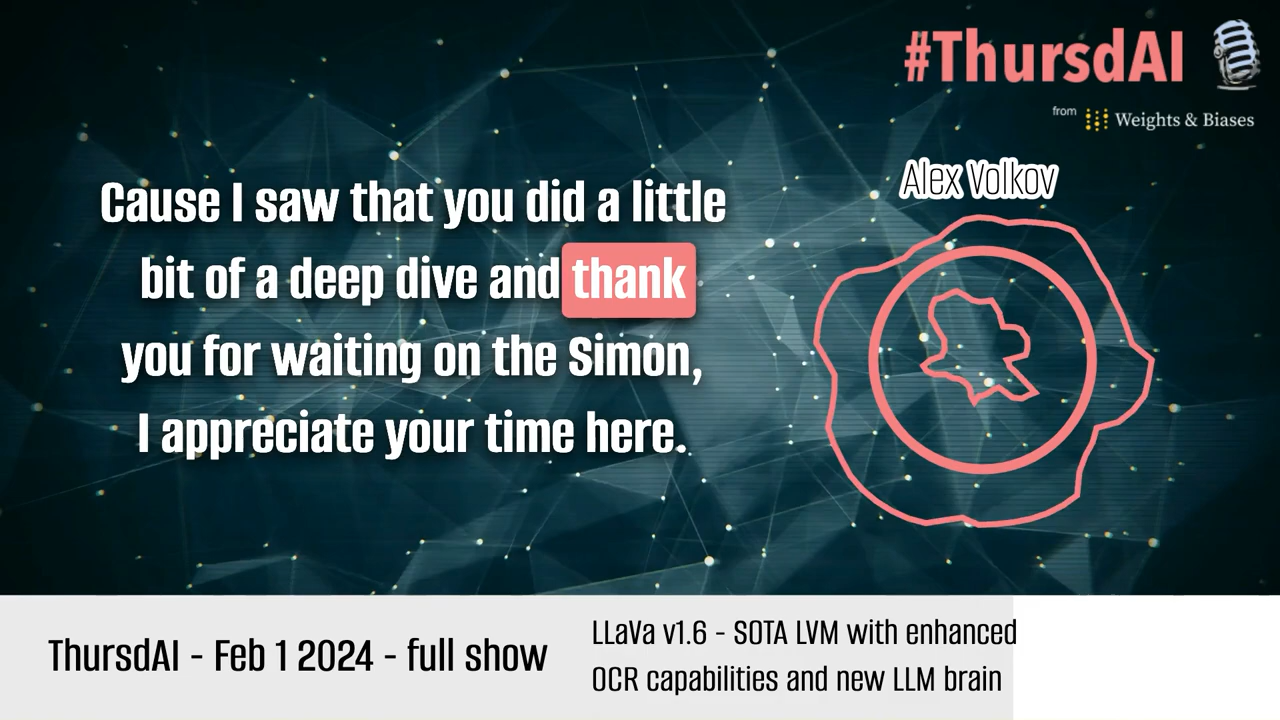 #ThursdAI
from Weights & Biases
Alex Volkov
Cause I saw that you did a little
bit of a deep dive and thank
you for waiting on the Simon,
I appreciate your time here.
ThursdAI - Feb 1 2024 - full show
LLaVa v1.6 - SOTA LVM with enhanced
OCR capabilities and new LLM brain